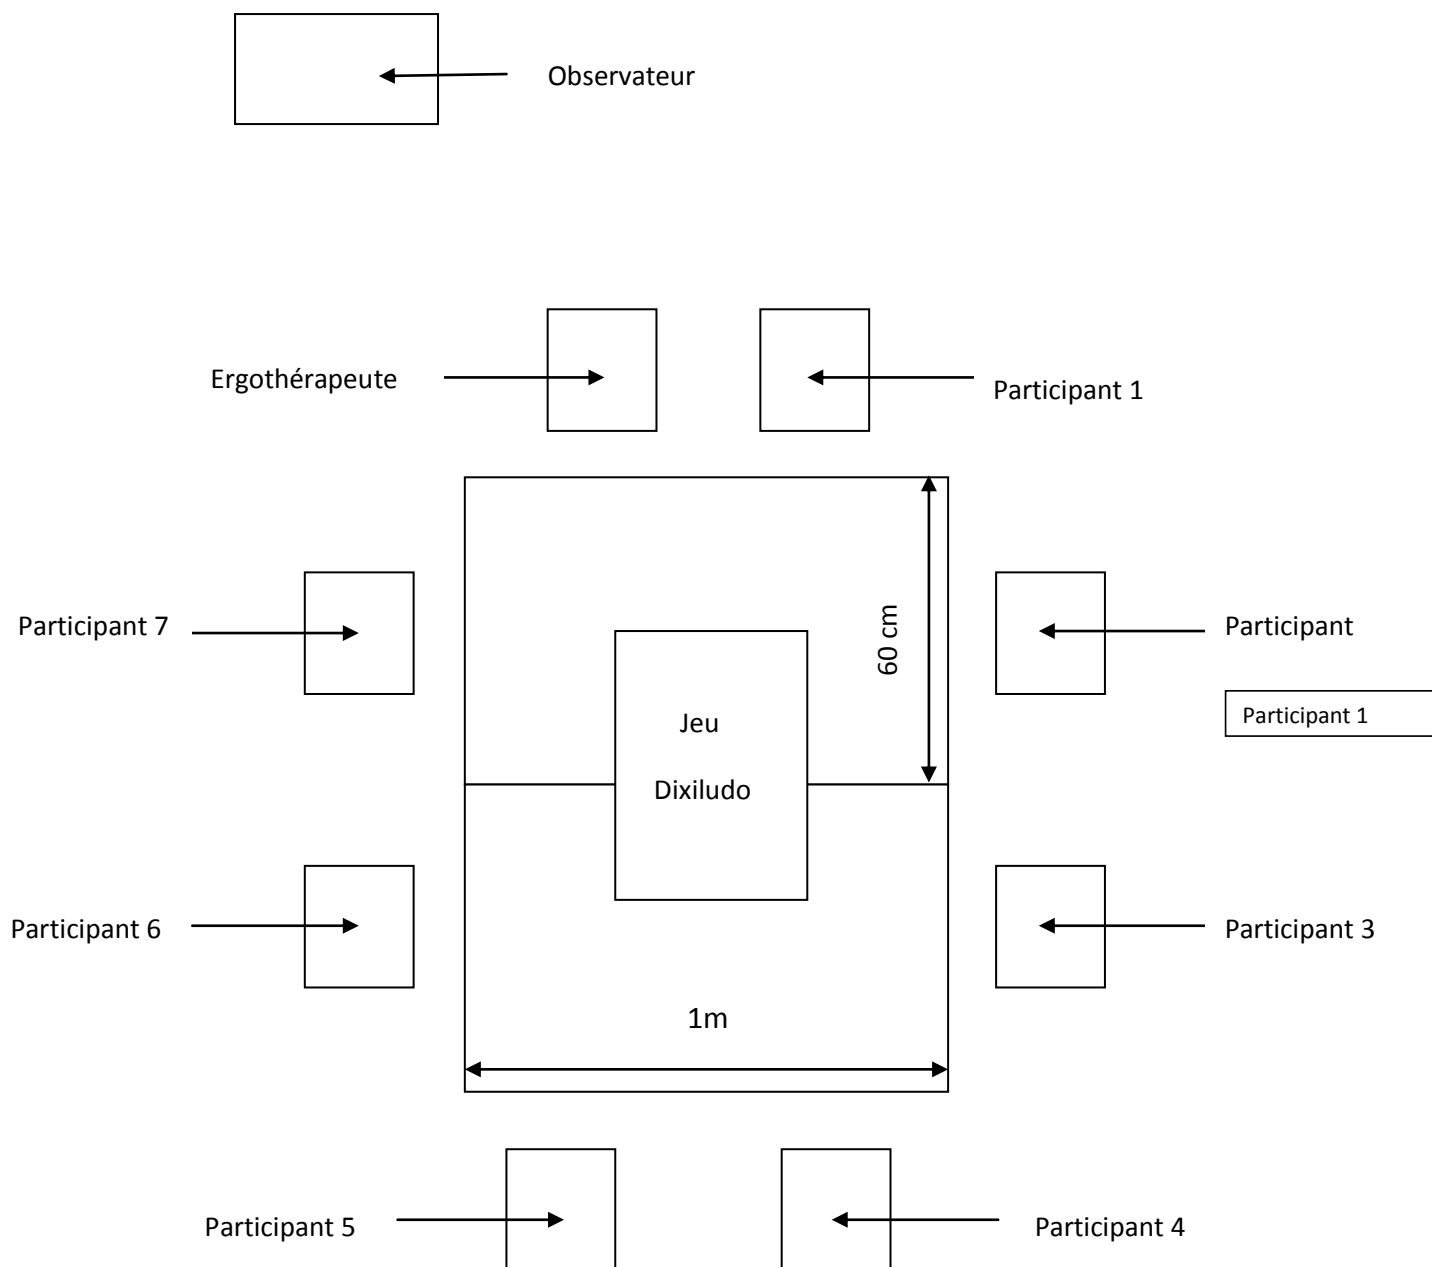 Observateur
Ergothérapeute
Participant 1
Participant 7
Participant
60 cm
Participant 1
Jeu
Dixiludo
Participant 6
Participant 3
1m
Participant 5
Participant 4